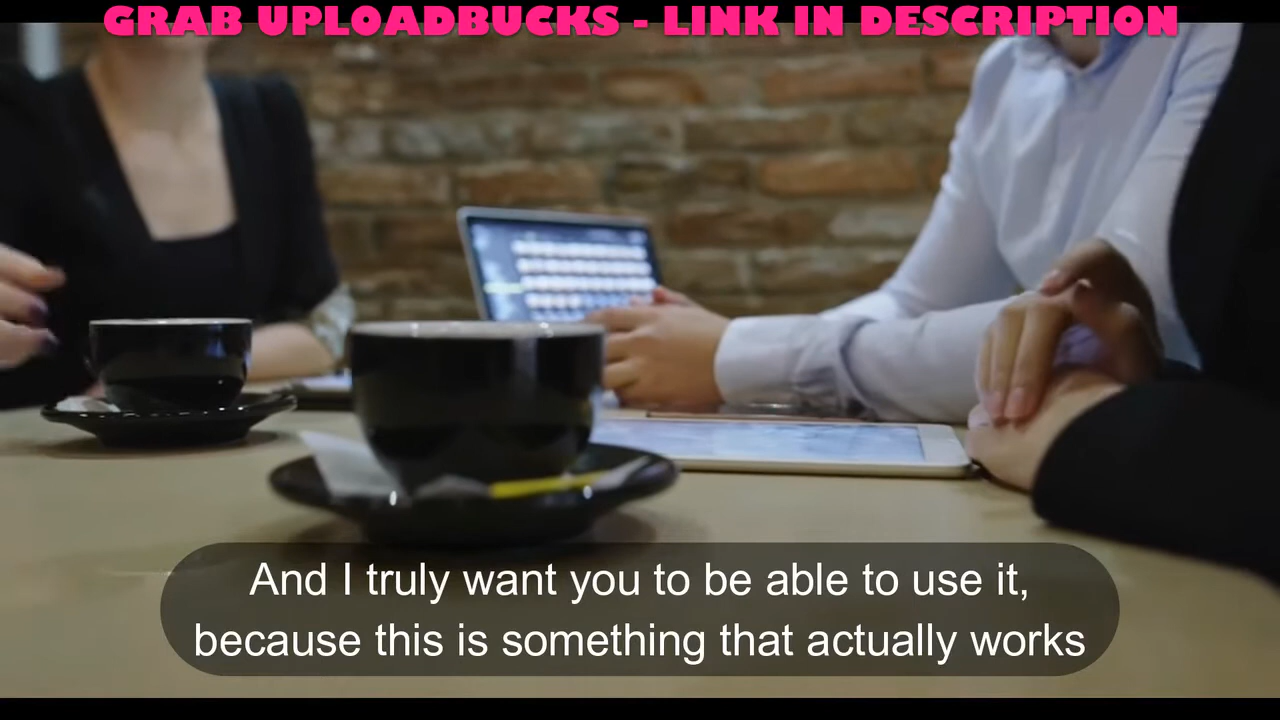 GRAB UPLOADBUCKS - LINK IN DESCRIPTION
And I truly want you to be able to use it,
because this is something that actually works